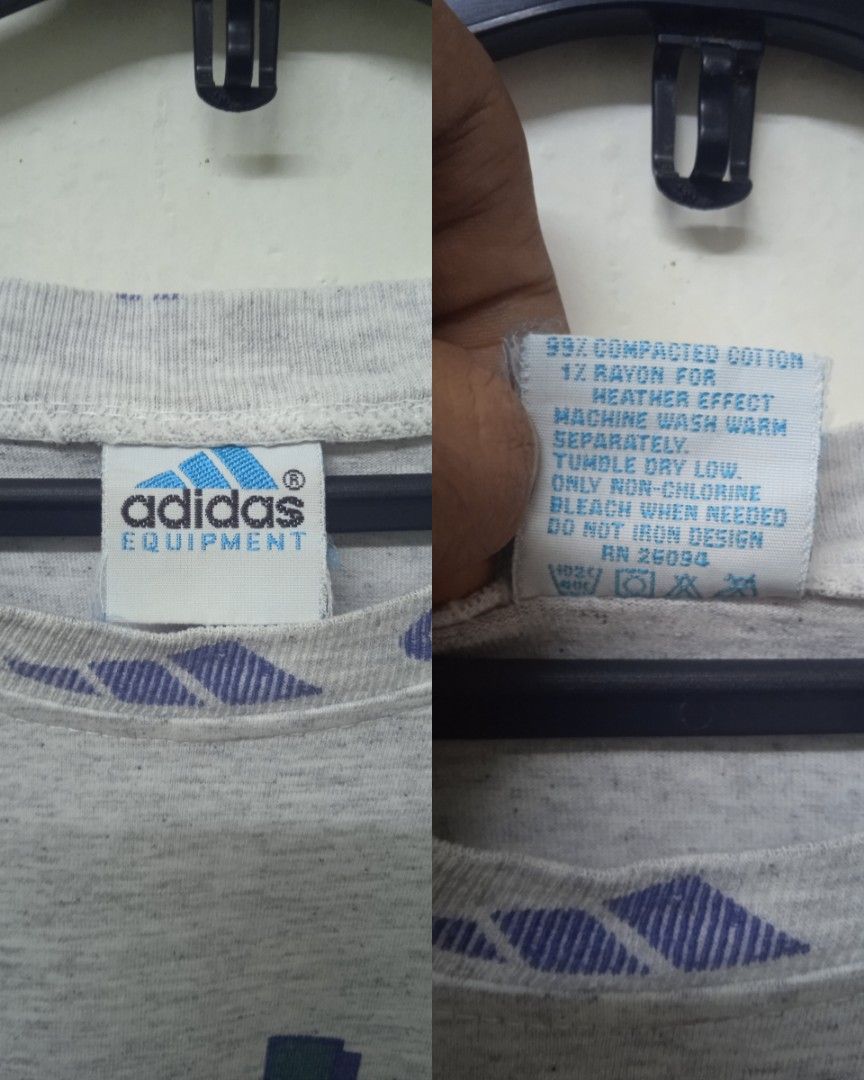 adidas®
EQUIPMENT
99% COMPACTED COTTON
1% RAYON FOR
HEATHER EFFECT
MACHINE WASH WARM
SEPARATELY.
TUMBLE DRY LOW.
ONLY NON-CHLORINE
BLEACH WHEN NEEDED
DO NOT IRON DESIGN
RN 26094